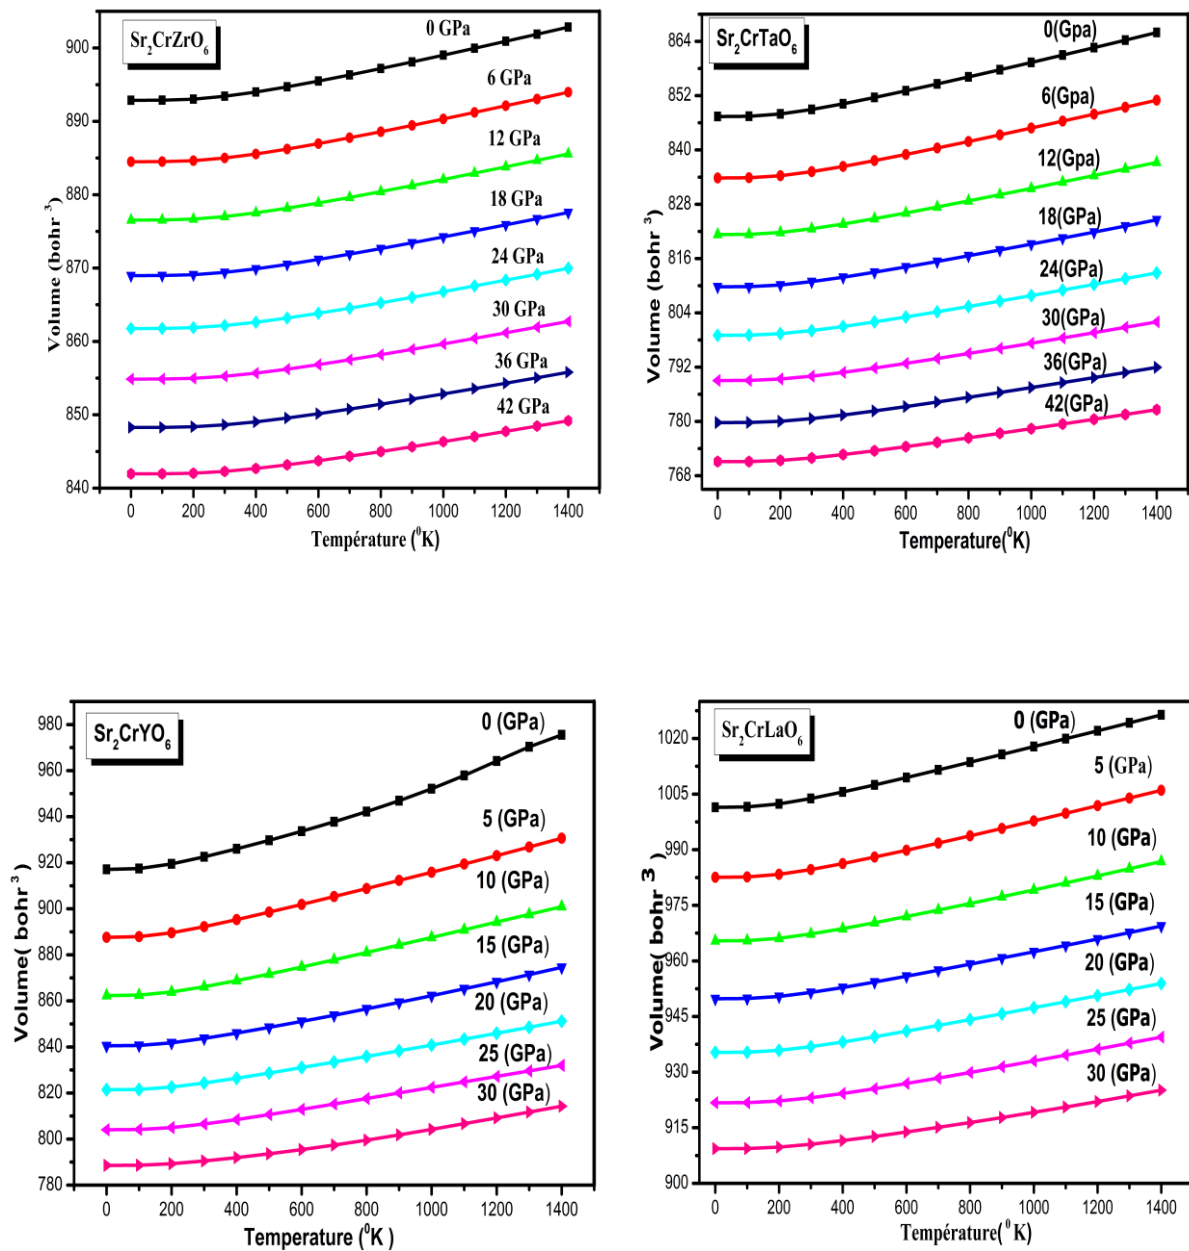 Sr₂CrZrO₆
0 GPa
6 GPa
12 GPa
18 GPa
24 GPa
30 GPa
36 GPa
42 GPa
900
890
880
870
860
850
840
0 200 400 600 800 1000 1200 1400
Volume (bohr ³)
Température (⁰K)
Sr₂CrTaO₆
0(Gpa)
6(Gpa)
12(Gpa)
18(GPa)
24(GPa)
30(GPa)
36(GPa)
42(GPa)
864
852
840
828
816
804
792
780
768
0 200 400 600 800 1000 1200 1400
Volume (bohr ³)
Temperature(⁰K)
Sr₂CrYO₆
0 (GPa)
5 (GPa)
10 (GPa)
15 (GPa)
20 (GPa)
25 (GPa)
30 (GPa)
980
960
940
920
900
880
860
840
820
800
780
0 200 400 600 800 1000 1200 1400
Volume( bohr ³ )
Temperature (⁰K )
Sr₂CrLaO₆
0 (GPa)
5 (GPa)
10 (GPa)
15 (GPa)
20 (GPa)
25 (GPa)
30 (GPa)
1020
1005
990
975
960
945
930
915
900
0 200 400 600 800 1000 1200 1400
Volume( bohr 3 )
Température(⁰K)